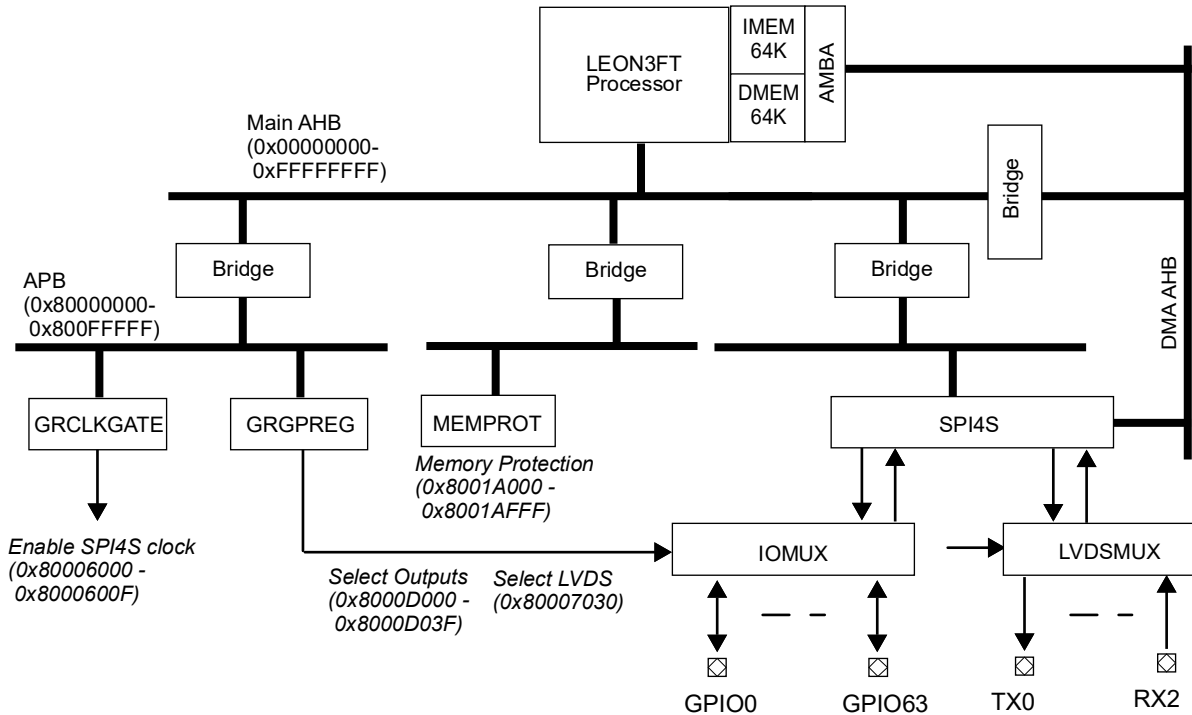 LEON3FT
Processor
IMEM
64K
DMEM
64K
AMBA
Main AHB
(0x00000000-
0xFFFFFFFF)
Bridge
Bridge
Bridge
Bridge
DMA AHB
APB
(0x80000000-
0x800FFFFF)
GRCLKGATE
GRGPREG
MEMPROT
SPI4S
Memory Protection
(0x8001A000 -
0x8001AFFF)
Enable SPI4S clock
(0x80006000 -
0x8000600F)
IOMUX
LVDSMUX
Select Outputs
(0x8000D000 -
0x8000D03F)
Select LVDS
(0x80007030)
GPIO0
GPIO63
TX0
RX2